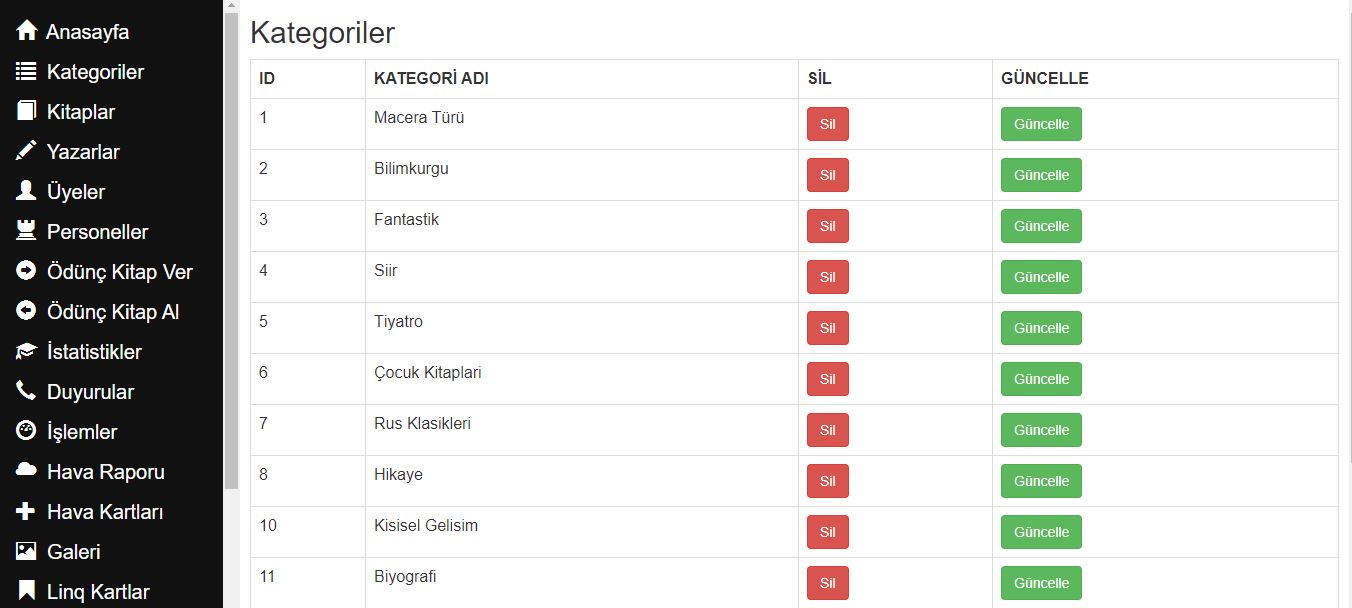 Anasayfa
Kategoriler
Kitaplar
Yazarlar
Üyeler
Personeller
Ödünç Kitap Ver
Ödünç Kitap Al
İstatistikler
Duyurular
İşlemler
Hava Raporu
Hava Kartları
Galeri
Linq Kartlar
Kategoriler
ID KATEGORİ ADI SİL GÜNCELLE
1 Macera Türü Sil Güncelle
2 Bilimkurgu Sil Güncelle
3 Fantastik Sil Güncelle
4 Siir Sil Güncelle
5 Tiyatro Sil Güncelle
6 Çocuk Kitaplari Sil Güncelle
7 Rus Klasikleri Sil Güncelle
8 Hikaye Sil Güncelle
10 Kisisel Gelisim Sil Güncelle
11 Biyografi Sil Güncelle